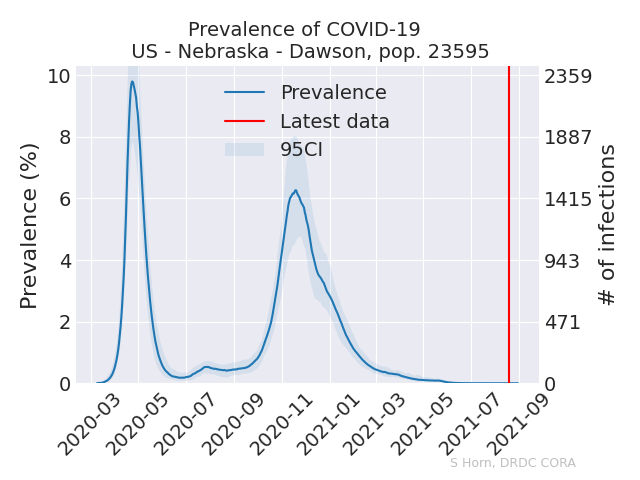 Prevalence of COVID-19
US - Nebraska - Dawson, pop. 23595
Prevalence (%)
10
8
6
4
2
0
Prevalence
Latest data
95CI
2359
1887
1415
943
471
0
# of infections
2020-03
2020-05
2020-07
2020-09
2020-11
2021-01
2021-03
2021-05
2021-07
2021-09
S Horn, DRDC CORA